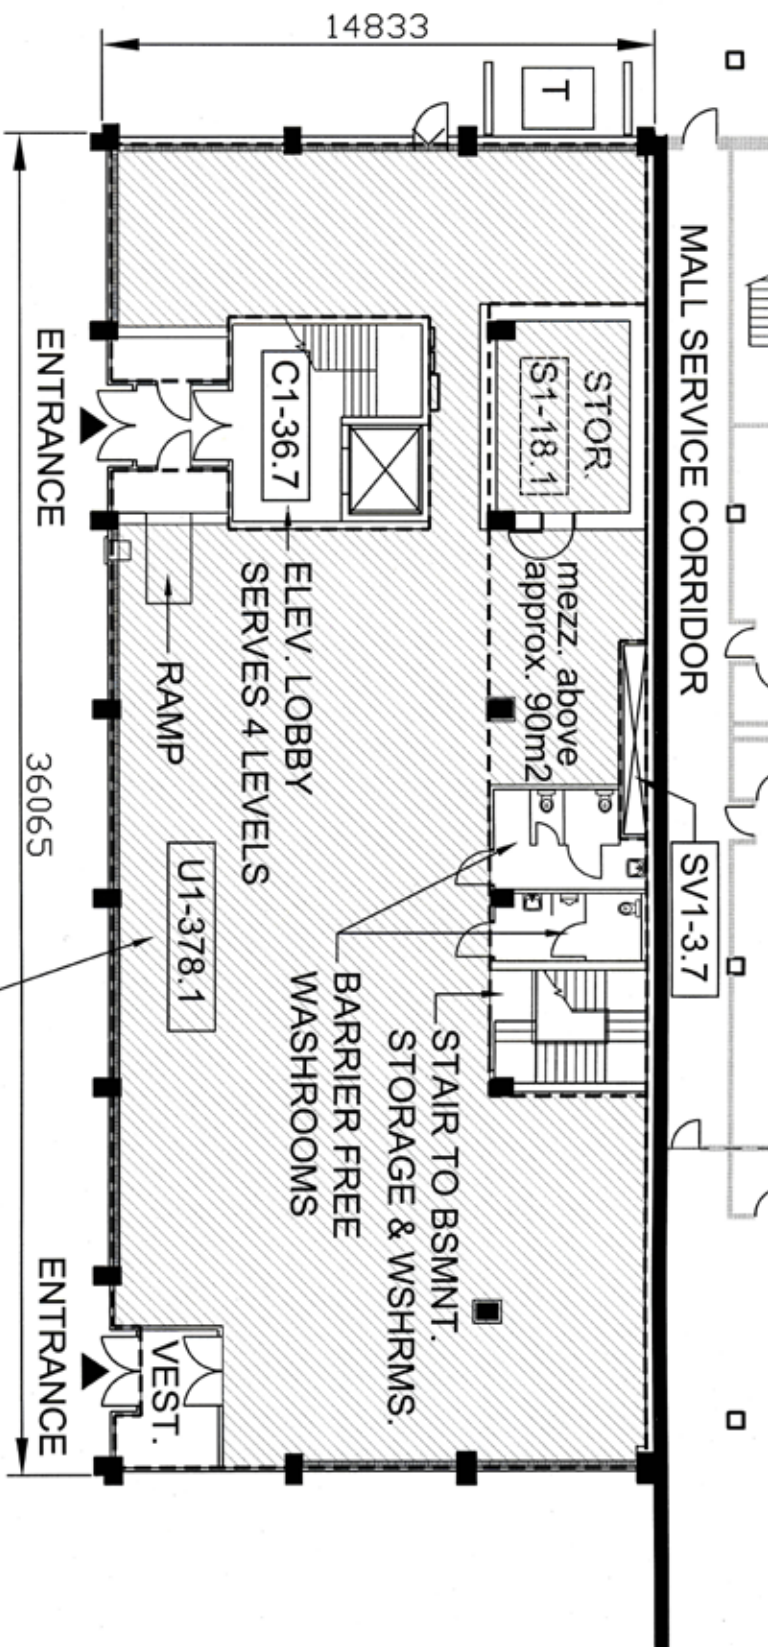 14833
T
MALL SERVICE CORRIDOR
ENTRANCE
C1-36.7
STOR.
S1-18.1
ELEV. LOBBY
SERVES 4 LEVELS
mezz. above
approx. 90m2
RAMP
36065
U1-378.1
SV1-3.7
BARRIER FREE
WASHROOMS
STAIR TO BSMNT.
STORAGE & WSHRMS.
ENTRANCE
VEST.